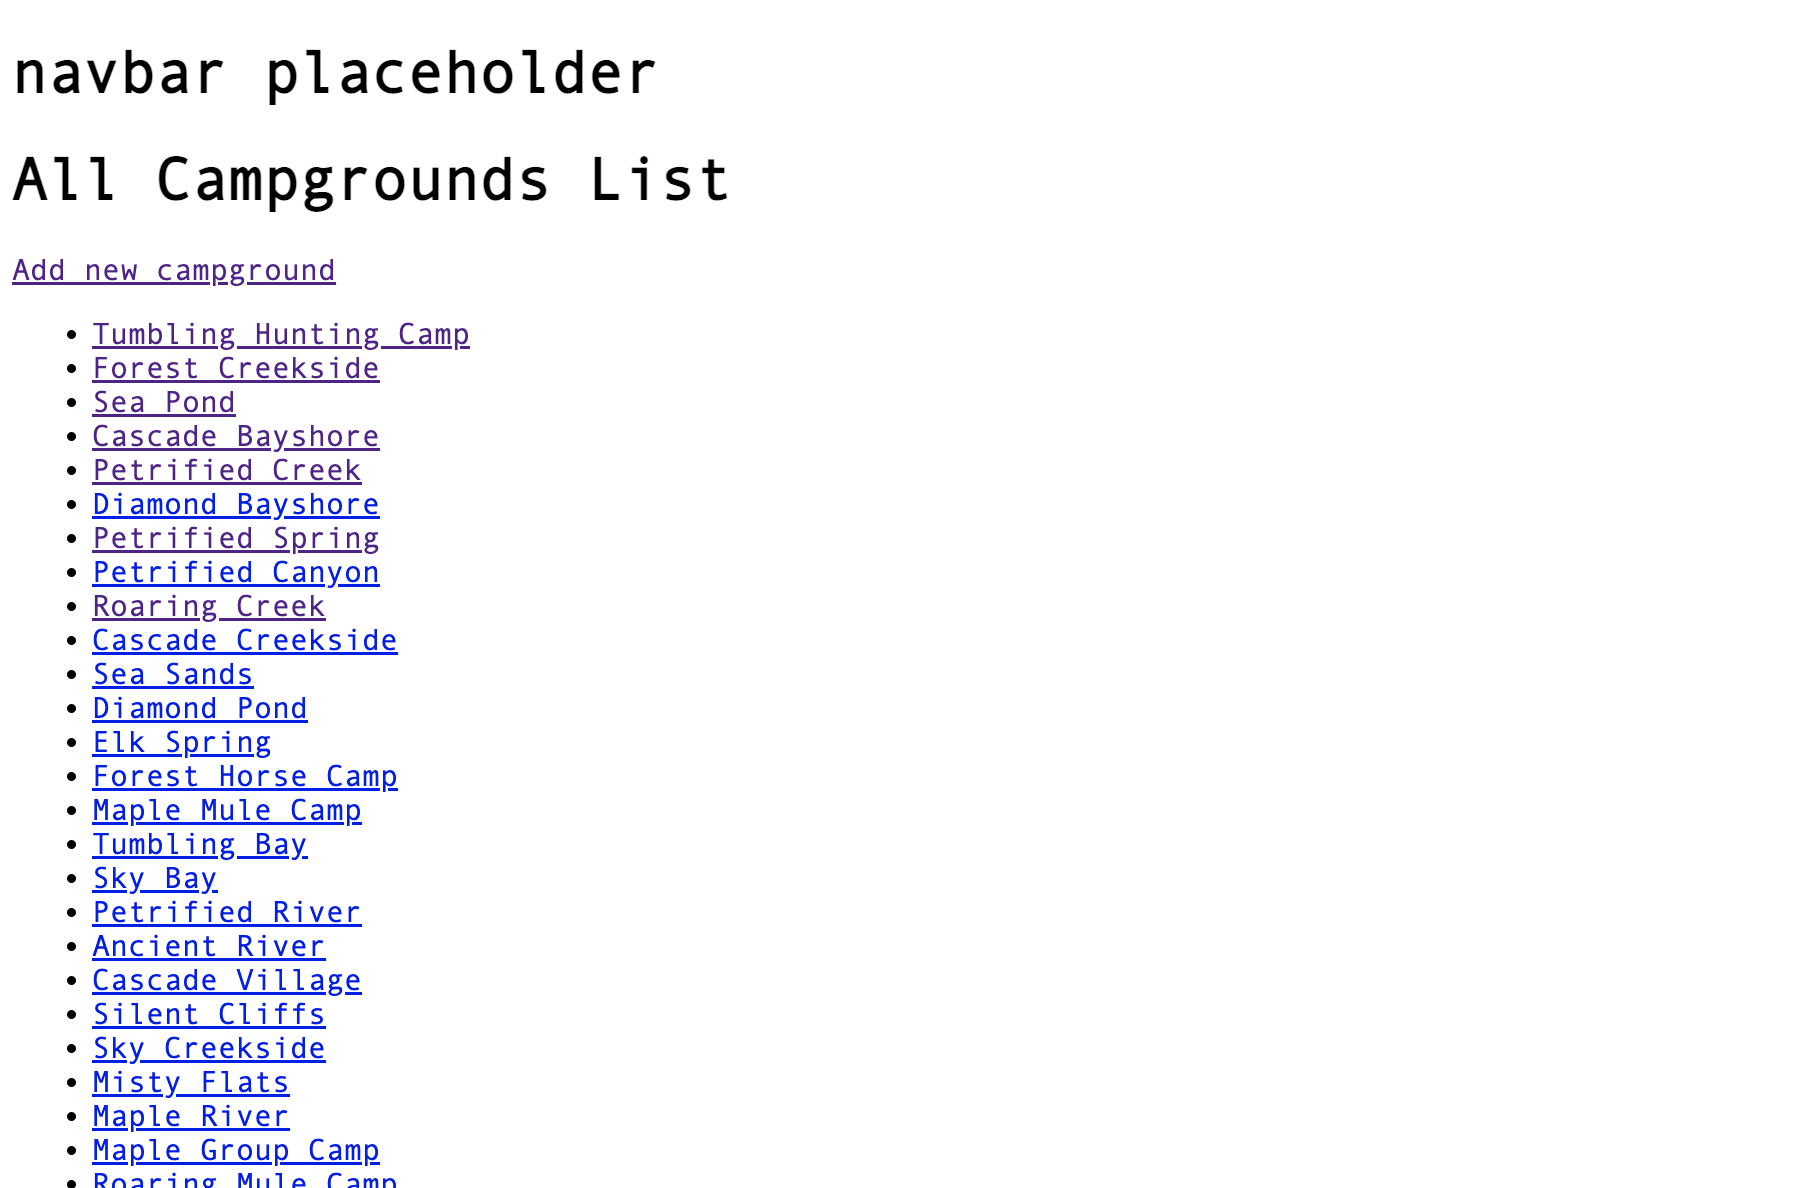 navbar placeholder
All Campgrounds List
Add new campground
Tumbling Hunting Camp
Forest Creekside
Sea Pond
Cascade Bayshore
Petrified Creek
Diamond Bayshore
Petrified Spring
Petrified Canyon
Roaring Creek
Cascade Creekside
Sea Sands
Diamond Pond
Elk Spring
Forest Horse Camp
Maple Mule Camp
Tumbling Bay
Sky Bay
Petrified River
Ancient River
Cascade Village
Silent Cliffs
Sky Creekside
Misty Flats
Maple River
Maple Group Camp
Roaring Mule Camp